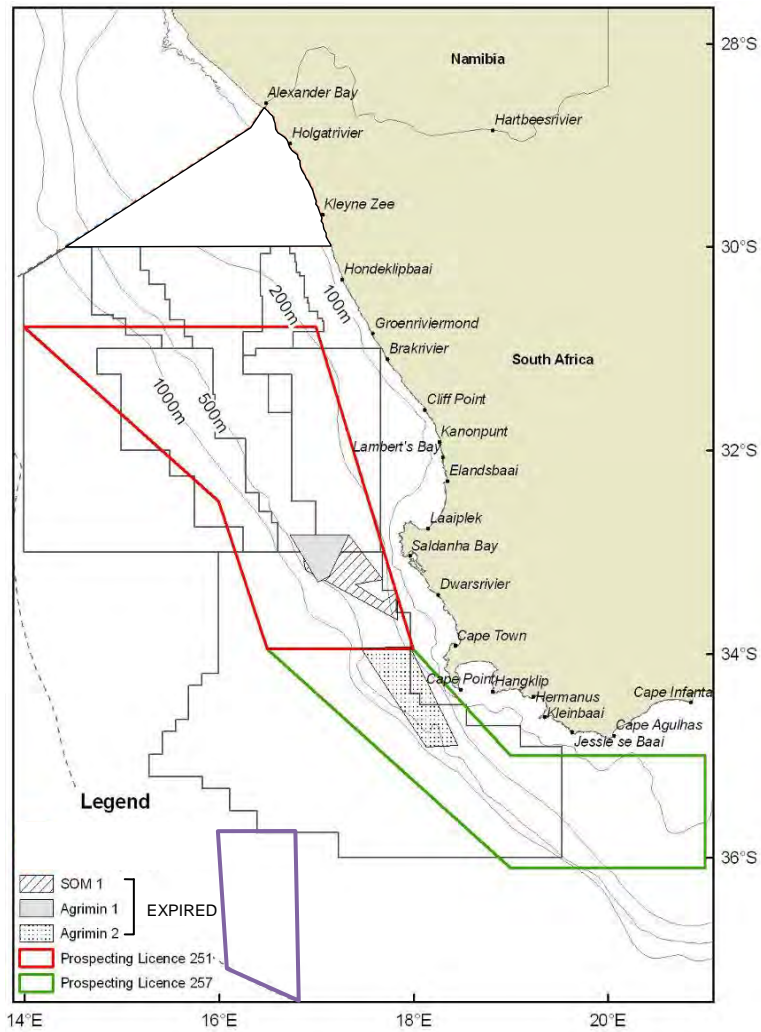 28°S
Namibia
Alexander Bay
Hartbeesrivier
Holgatrivier
Kleyne Zee
30°S
Hondeklipbaai
200m
100m
Groenriviermond
Brakrivier
South Africa
1000m
500m
Cliff Point
Kanonpunt
Lambert's Bay
32°S
Elandsbaai
Laaiplek
Saldanha Bay
Dwarsrivier
Cape Town
34°S
Cape Point
Hangklip
Cape Infanta
Hermanus
Kleinbaai
Cape Agulhas
Jessie se Baai
Legend
36°S
SOM 1
Agrimin 1
EXPIRED
Agrimin 2
Prospecting Licence 251
Prospecting Licence 257
14°E
16°E
18°E
20°E